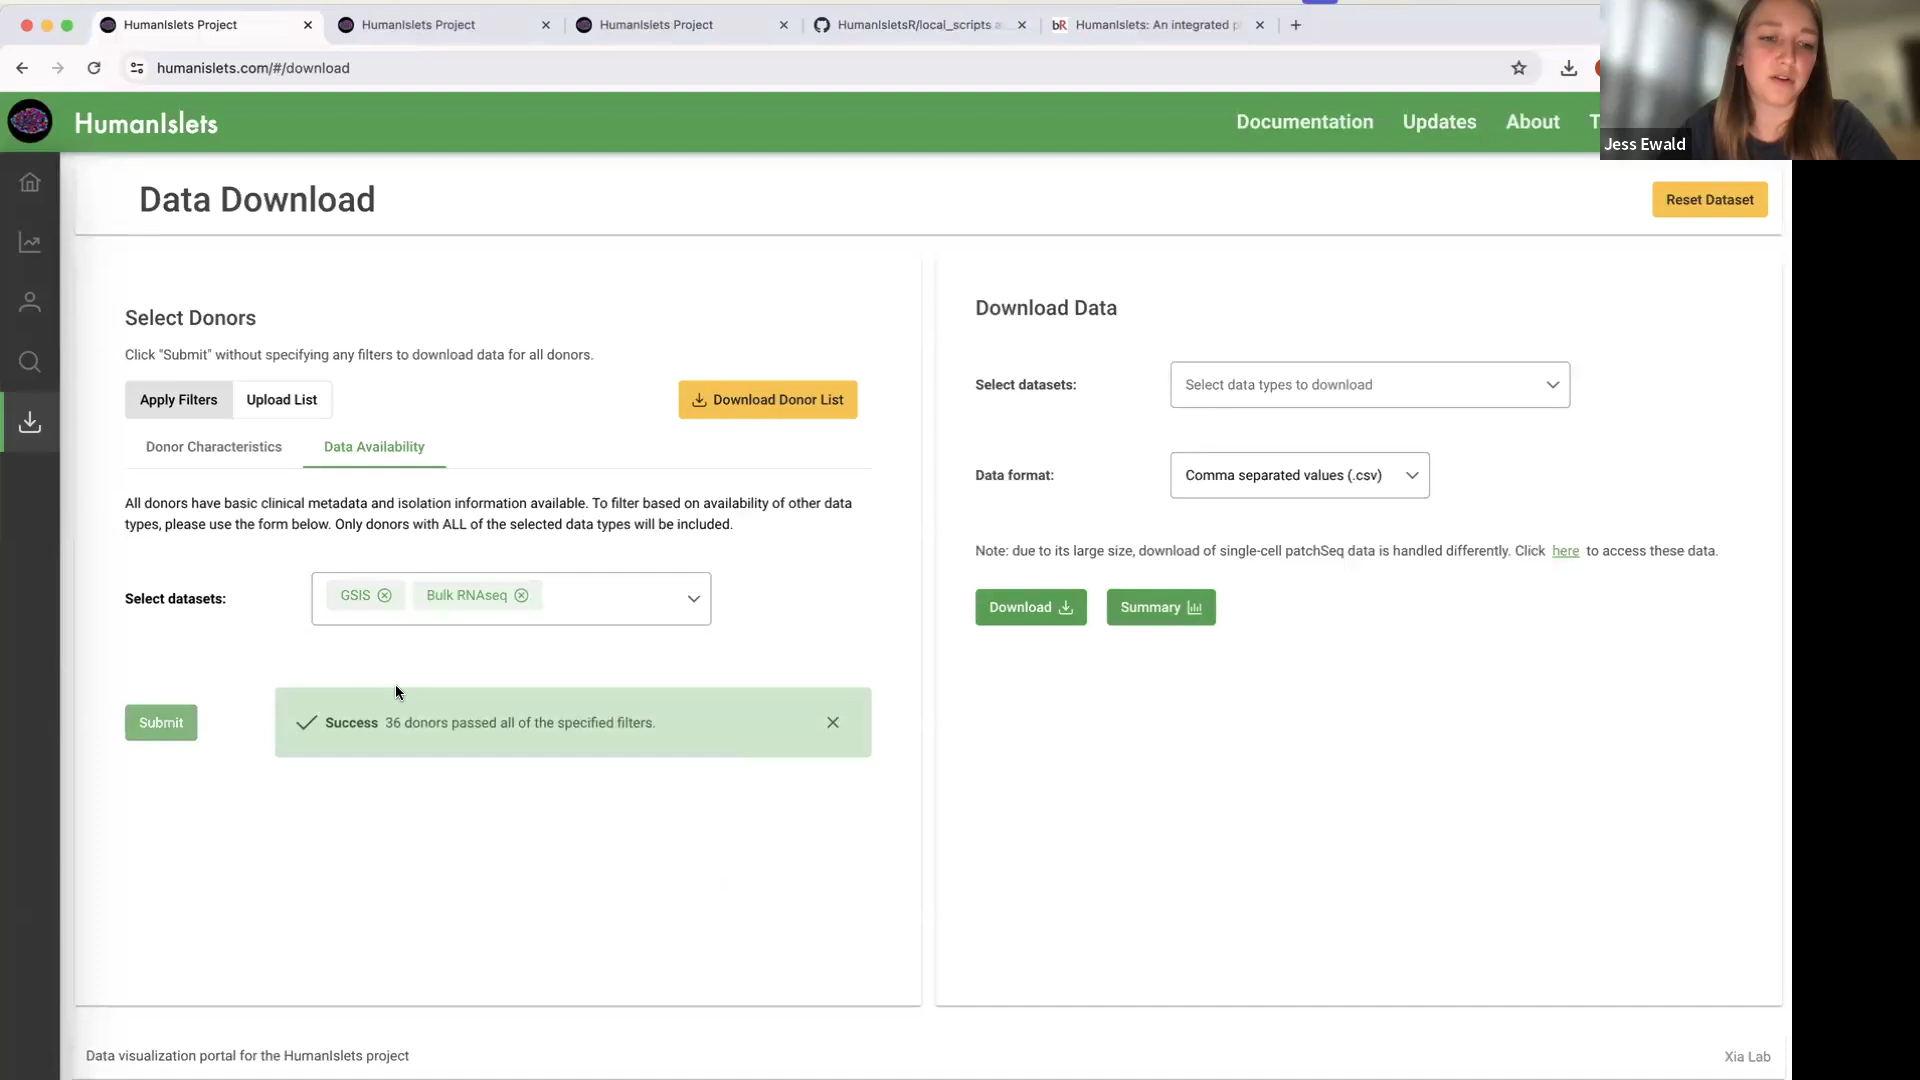 HumanIslets Project
HumanIslets Project
HumanIslets Project
HumanIsletsR/local_scripts a
bR HumanIslets: An integrated p
humanislets.com/#/download
HumanIslets
Documentation
Updates
About
T
Jess Ewald
Data Download
Reset Dataset
Select Donors
Click "Submit" without specifying any filters to download data for all donors.
Apply Filters
Upload List
Download Donor List
Donor Characteristics
Data Availability
All donors have basic clinical metadata and isolation information available. To filter based on availability of other data
types, please use the form below. Only donors with ALL of the selected data types will be included.
Select datasets:
GSIS
Bulk RNAseq
Submit
Success 36 donors passed all of the specified filters.
Download Data
Select datasets:
Select data types to download
Data format:
Comma separated values (.csv)
Note: due to its large size, download of single-cell patchSeq data is handled differently. Click here to access these data.
Download
Summary
Data visualization portal for the HumanIslets project
Xia Lab